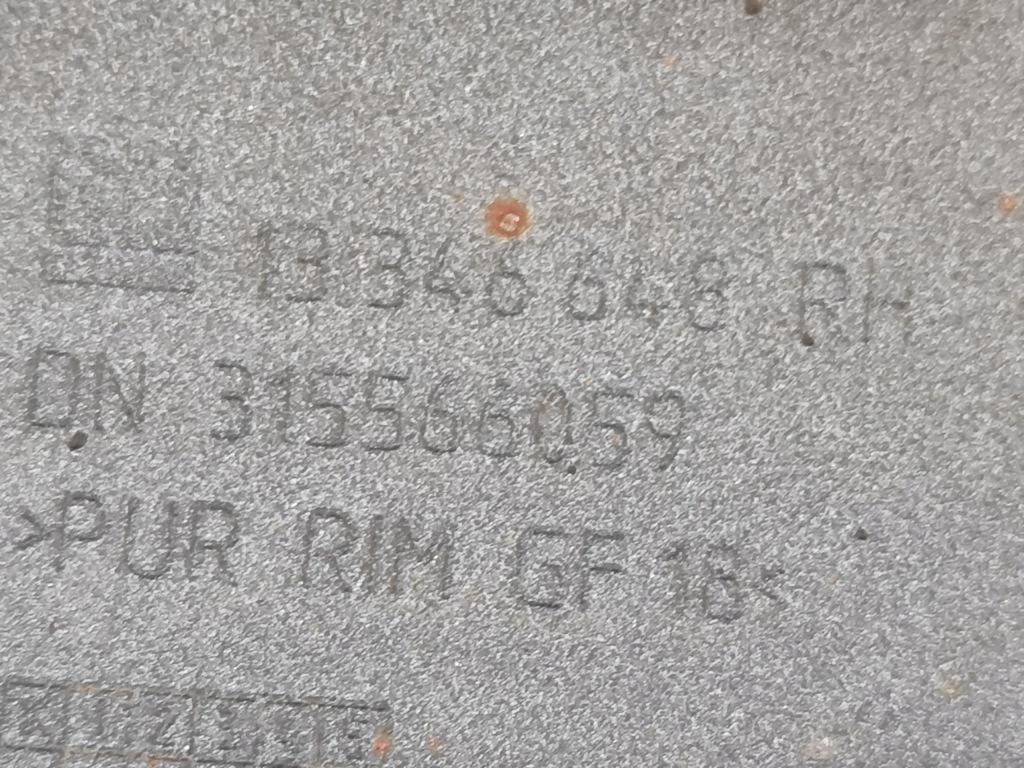 13.346 648 RH
DN 315566059
>PUR RIM GF 18<